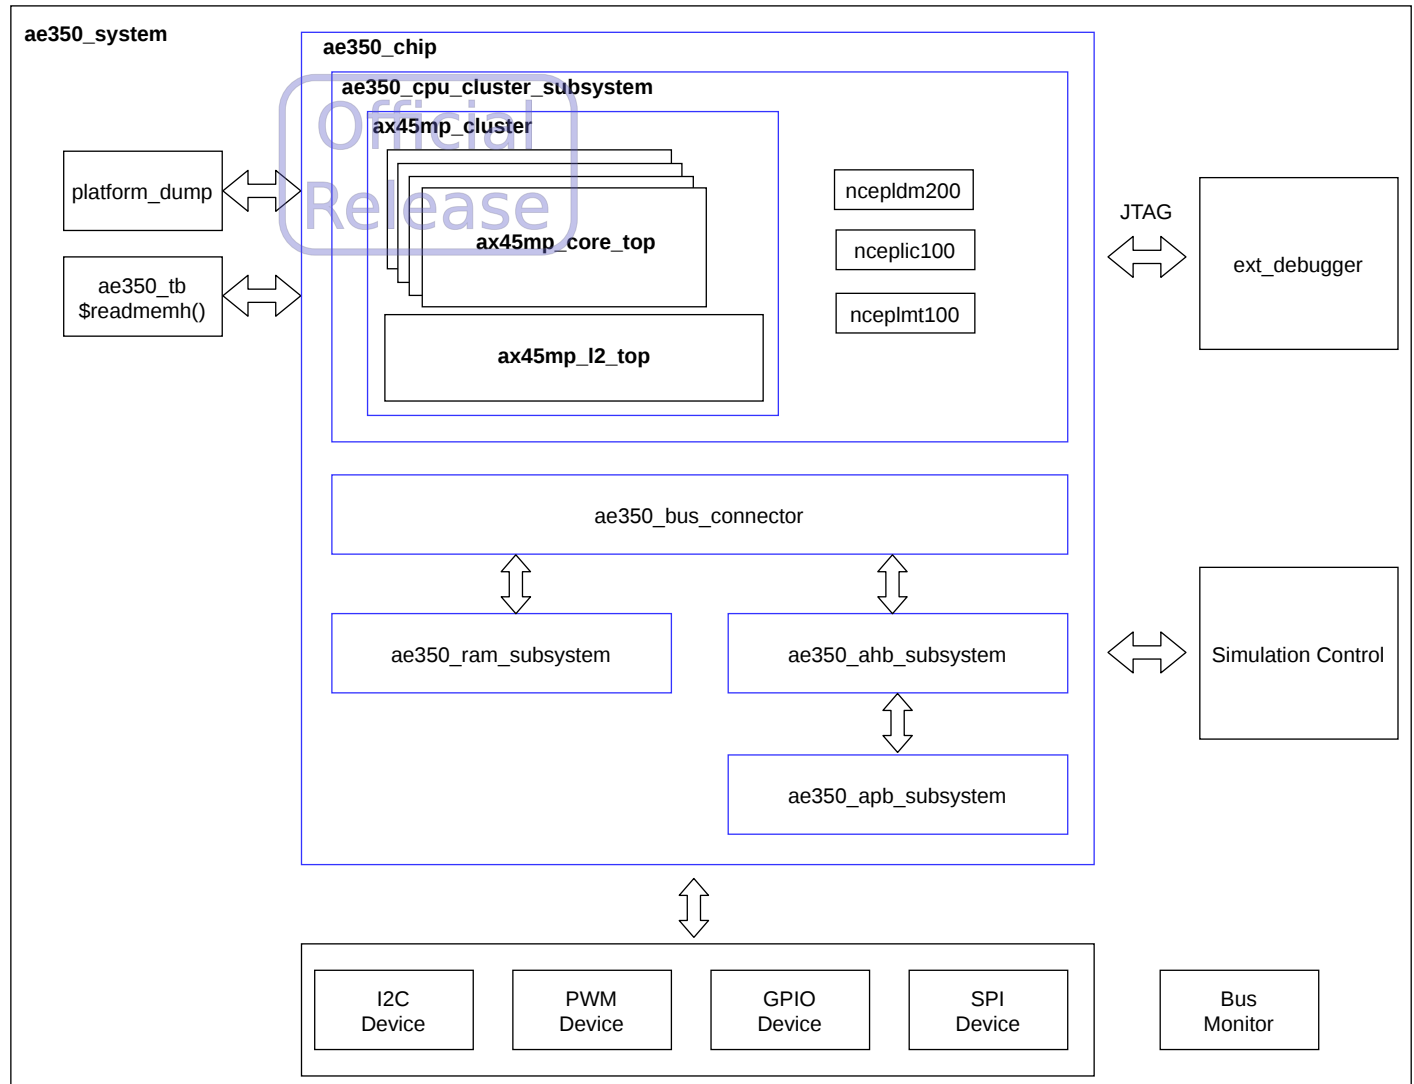 ae350_system
ae350_chip
ae350_cpu_cluster_subsystem
Official
Release
ax45mp_cluster
ax45mp_core_top
ax45mp_l2_top
ncepldm200
nceplic100
nceplmt100
platform_dump
ae350_tb
$readmemh()
JTAG
ext_debugger
ae350_bus_connector
ae350_ram_subsystem
ae350_ahb_subsystem
Simulation Control
ae350_apb_subsystem
I2C
Device
PWM
Device
GPIO
Device
SPI
Device
Bus
Monitor